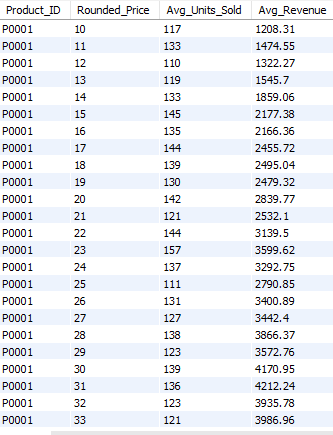 Product_ID Rounded_Price Avg_Units_Sold Avg_Revenue
P0001 10 117 1208.31
P0001 11 133 1474.55
P0001 12 110 1322.27
P0001 13 119 1545.7
P0001 14 133 1859.06
P0001 15 145 2177.38
P0001 16 135 2166.36
P0001 17 144 2455.72
P0001 18 139 2495.04
P0001 19 130 2479.32
P0001 20 142 2839.77
P0001 21 121 2532.1
P0001 22 144 3139.5
P0001 23 157 3599.62
P0001 24 137 3292.75
P0001 25 111 2790.85
P0001 26 131 3400.89
P0001 27 127 3442.4
P0001 28 138 3866.37
P0001 29 123 3572.76
P0001 30 139 4170.95
P0001 31 136 4212.24
P0001 32 123 3935.78
P0001 33 121 3986.96